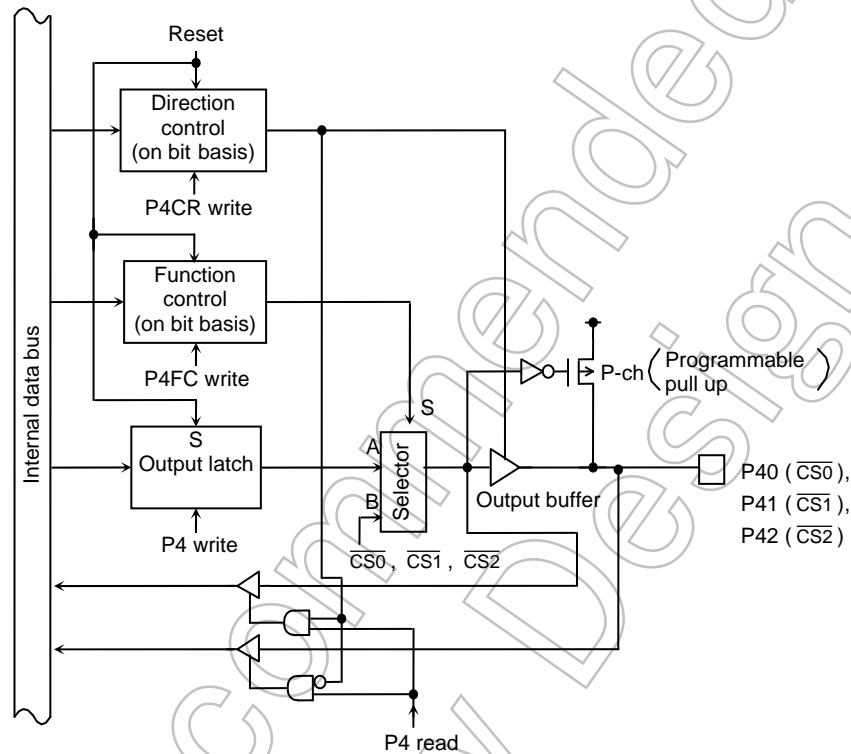 Reset
Direction
control
(on bit basis)
P4CR write
Function
control
(on bit basis)
P4FC write
Internal data bus
S
Output latch
P4 write
A
B
S
Selector
CS0 , CS1 , CS2
Output buffer
P-ch ( Programmable
pull up )
P40 ( CS0 ),
P41 ( CS1 ),
P42 ( CS2 )
P4 read
commended
Design